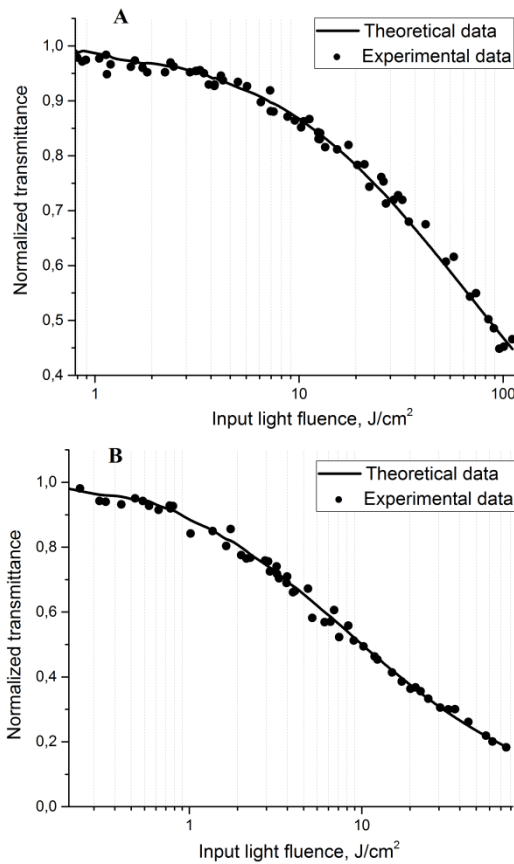 A
Theoretical data
Experimental data
Normalized transmittance
1,0
0,9
0,8
0,7
0,6
0,5
0,4
1 10 100
Input light fluence, J/cm²
B
Theoretical data
Experimental data
Normalized transmittance
1,0
0,8
0,6
0,4
0,2
0,0
1 10
Input light fluence, J/cm²